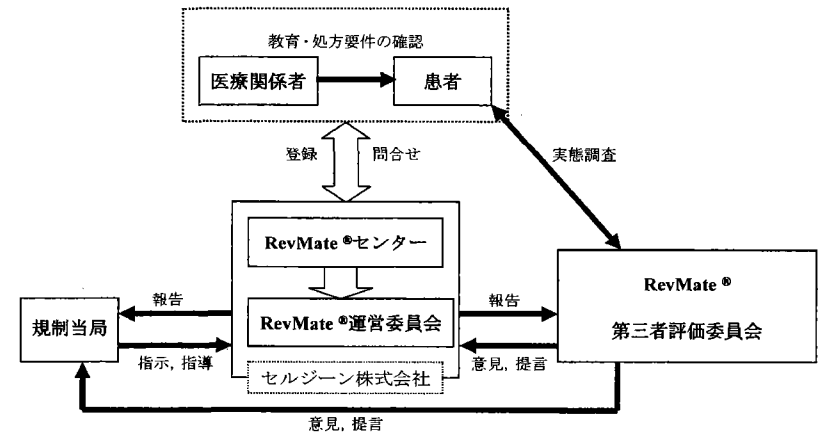 教育・処方要件の確認
医療関係者
患者
登録
問合せ
実態調査
RevMate®センター
RevMate®
第三者評価委員会
報告
規制当局
指示, 指導
RevMate®運営委員会
報告
意見, 提言
セルジーン株式会社
意見, 提言